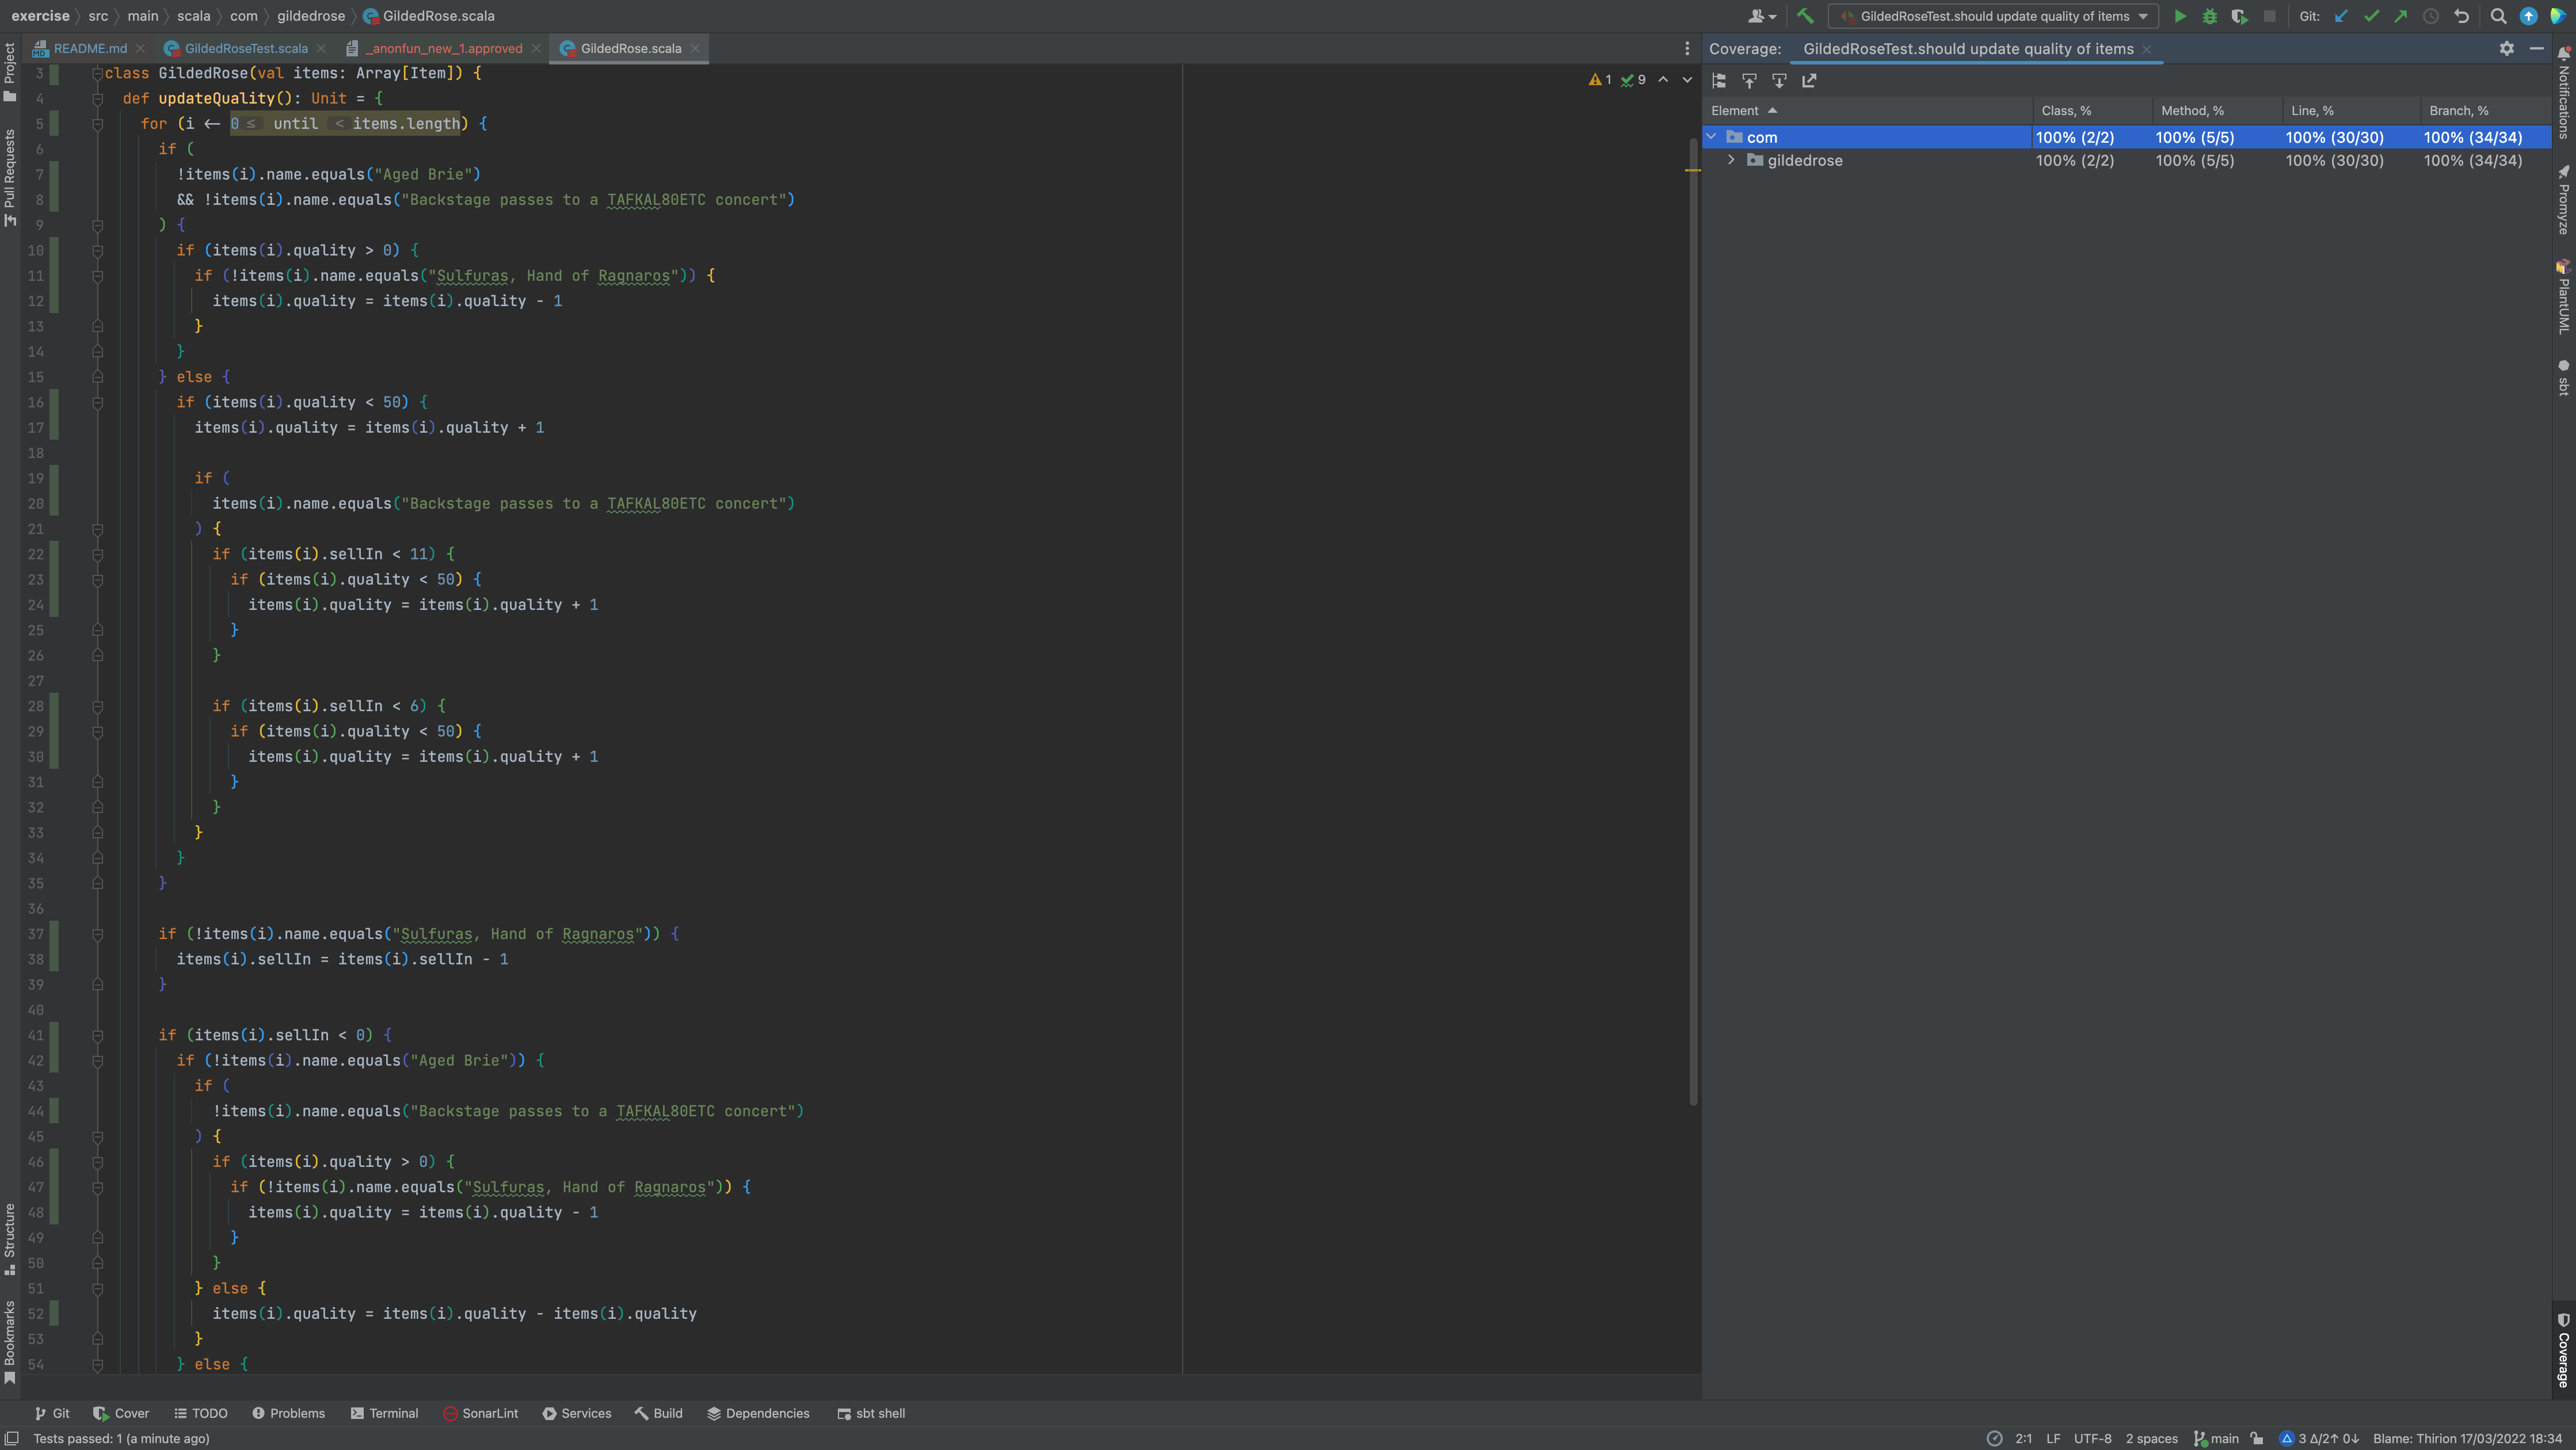 exercise src main scala com gildedrose GildedRose.scala
GildedRoseTest.should update quality of items Git:
README.md GildedRoseTest.scala _anonfun_new_1.approved GildedRose.scala
Coverage: GildedRoseTest.should update quality of items
1 9
Element Class, % Method, % Line, % Branch, %
com 100% (2/2) 100% (5/5) 100% (30/30) 100% (34/34)
gildedrose 100% (2/2) 100% (5/5) 100% (30/30) 100% (34/34)
Project
Pull Requests
Structure
Bookmarks
3 class GildedRose(val items: Array[Item]) {
4 def updateQuality(): Unit = {
5 for (i ← 0 ≤ until < items.length) {
6 if (
7 !items(i).name.equals("Aged Brie")
8 && !items(i).name.equals("Backstage passes to a TAFKAL80ETC concert")
9 ) {
10 if (items(i).quality > 0) {
11 if (!items(i).name.equals("Sulfuras, Hand of Ragnaros")) {
12 items(i).quality = items(i).quality - 1
13 }
14 }
15 } else {
16 if (items(i).quality < 50) {
17 items(i).quality = items(i).quality + 1
18
19 if (
20 items(i).name.equals("Backstage passes to a TAFKAL80ETC concert")
21 ) {
22 if (items(i).sellIn < 11) {
23 if (items(i).quality < 50) {
24 items(i).quality = items(i).quality + 1
25 }
26 }
27
28 if (items(i).sellIn < 6) {
29 if (items(i).quality < 50) {
30 items(i).quality = items(i).quality + 1
31 }
32 }
33 }
34 }
35 }
36
37 if (!items(i).name.equals("Sulfuras, Hand of Ragnaros")) {
38 items(i).sellIn = items(i).sellIn - 1
39 }
40
41 if (items(i).sellIn < 0) {
42 if (!items(i).name.equals("Aged Brie")) {
43 if (
44 !items(i).name.equals("Backstage passes to a TAFKAL80ETC concert")
45 ) {
46 if (items(i).quality > 0) {
47 if (!items(i).name.equals("Sulfuras, Hand of Ragnaros")) {
48 items(i).quality = items(i).quality - 1
49 }
50 }
51 } else {
52 items(i).quality = items(i).quality - items(i).quality
53 }
54 } else {
Notifications
Promyze
PlantUML
sbt
Coverage
Git Cover TODO Problems Terminal SonarLint Services Build Dependencies sbt shell
Tests passed: 1 (a minute ago) 2:1 LF UTF-8 2 spaces main 3 Δ/2↑ 0↓ Blame: Thirion 17/03/2022 18:34